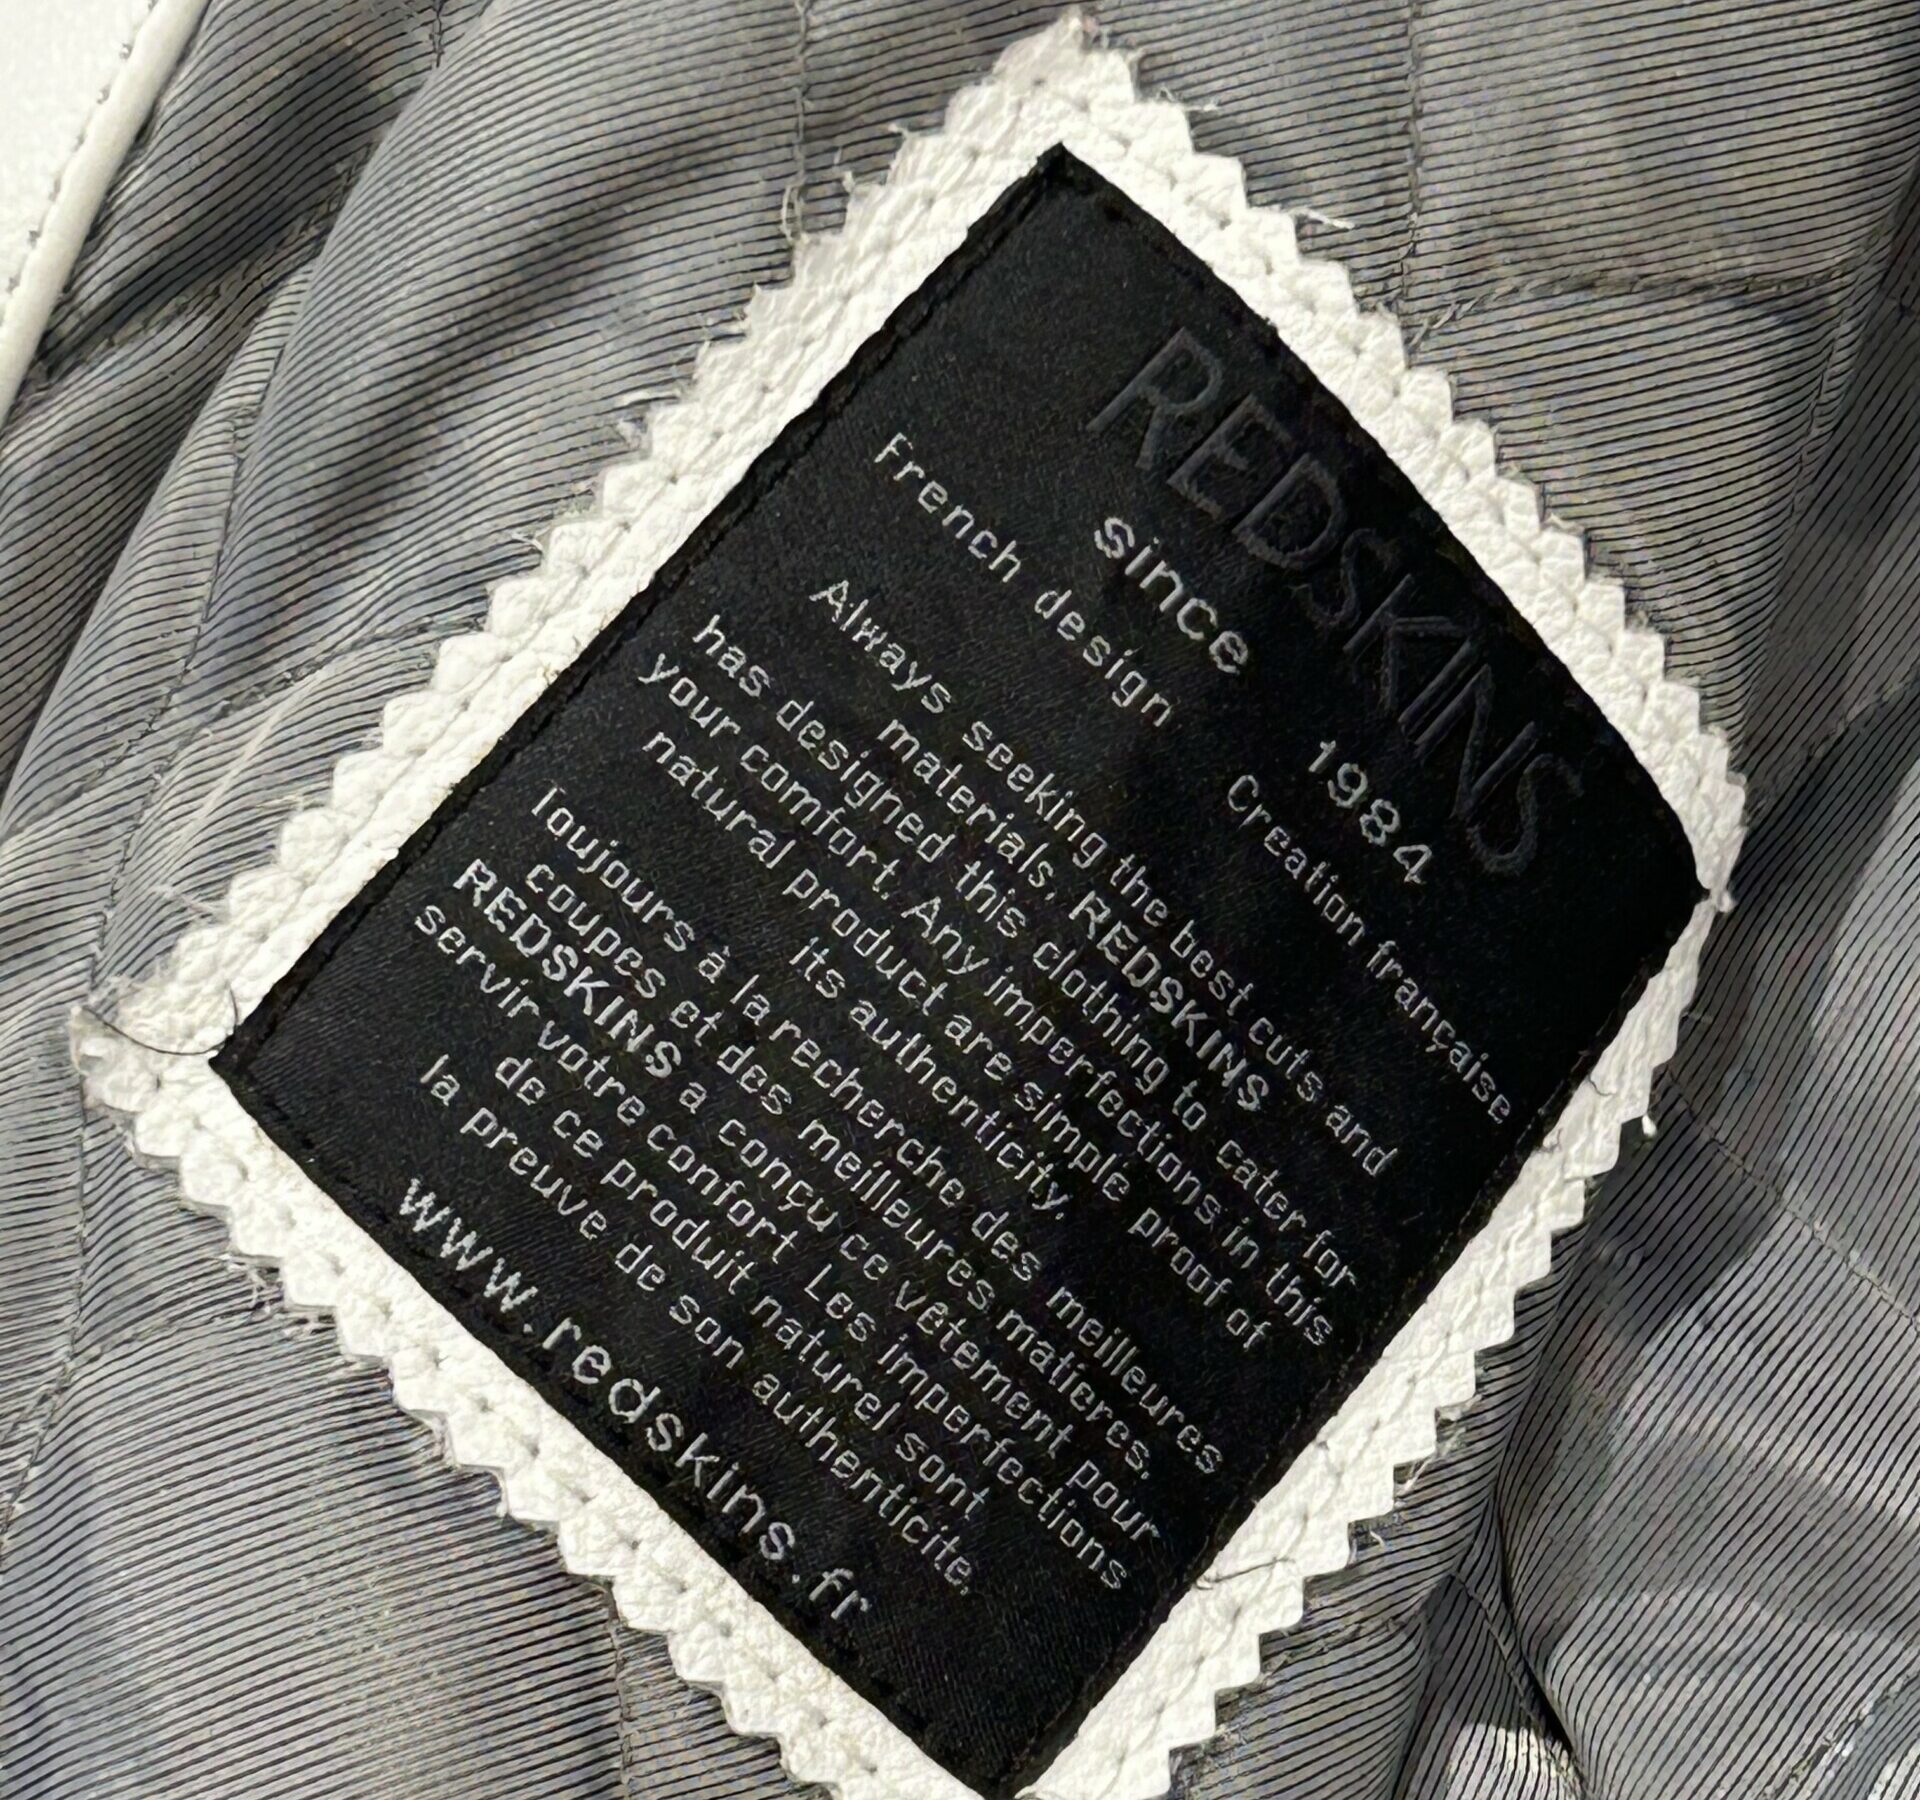 REDSKINS
since 1984
French design Creation française
Always seeking the best cuts and
materials, REDSKINS
has designed this clothing to cater for
your comfort. Any imperfections in this
natural product are simple proof of
its authenticity.
Toujours à la recherche des meilleures
coupes et des meilleures matières,
REDSKINS a conçu ce vêtement pour
servir votre confort Les imperfections
de ce produit naturel sont
la preuve de son authenticite.
www.redskins.fr